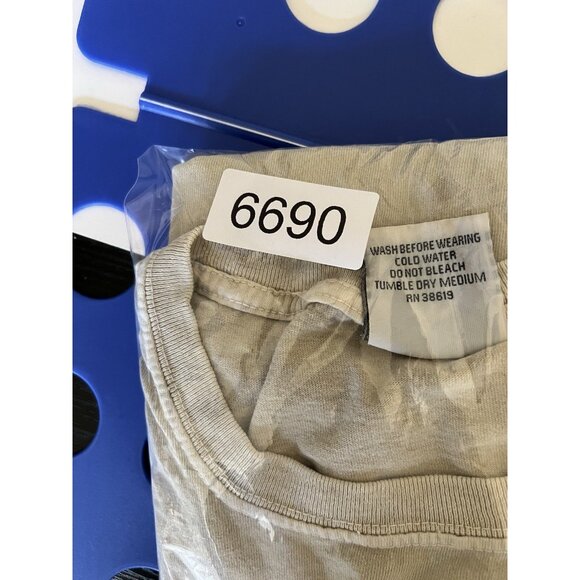 6690
WASH BEFORE WEARING
COLD WATER
DO NOT BLEACH
TUMBLE DRY MEDIUM
RN 38619